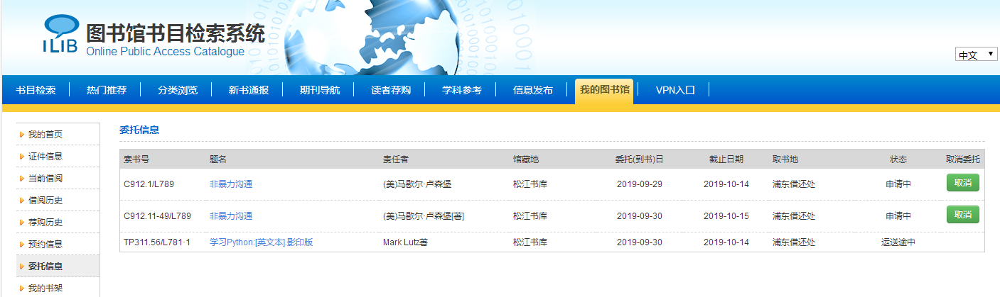 iLIB
图书馆书目检索系统
Online Public Access Catalogue
中文
书目检索 热门推荐 分类浏览 新书通报 期刊导航 读者荐购 学科参考 信息发布 我的图书馆 VPN入口
我的首页
证件信息
当前借阅
借阅历史
荐购历史
预约信息
委托信息
我的书架
委托信息
索书号 题名 责任者 馆藏地 委托(到书)日 截止日期 取书地 状态 取消委托
C912.1/L789 非暴力沟通 (美)马歇尔·卢森堡 松江书库 2019-09-29 2019-10-14 浦东借还处 申请中 取消
C912.11-49/L789 非暴力沟通 (美)马歇尔·卢森堡[著] 松江书库 2019-09-30 2019-10-15 浦东借还处 申请中 取消
TP311.56/L781·1 学习Python:[英文本].影印版 Mark Lutz著 松江书库 2019-09-30 2019-10-14 浦东借还处 运送途中